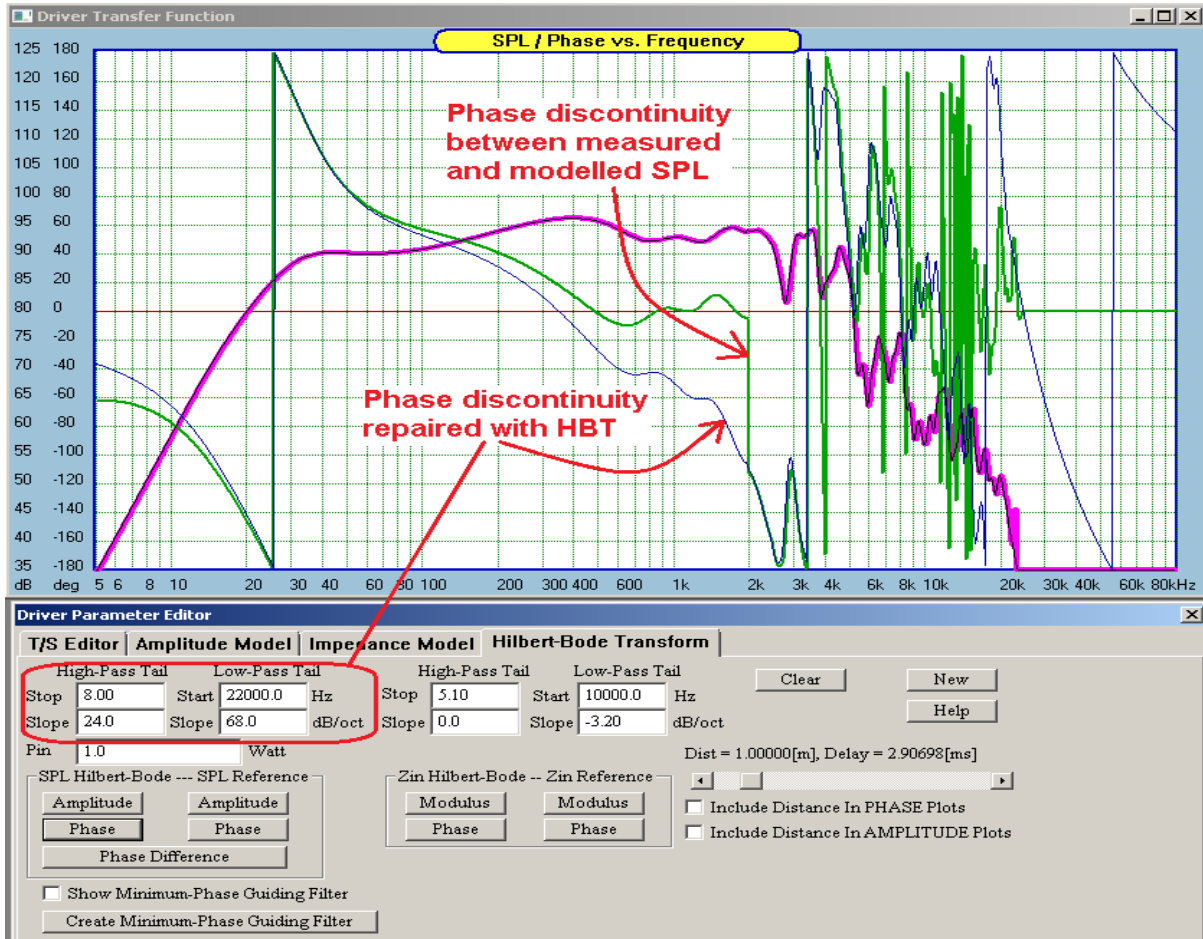 Driver Transfer Function
SPL / Phase vs. Frequency
125 180
120 160
115 140
110 120
105 100
100 80
95 60
90 40
85 20
80 0
75 -20
70 -40
65 -60
60 -80
55 -100
50 -120
45 -140
40 -160
35 -180
dB deg 5 6 8 10 20 30 40 60 80 100 200 300 400 600 1k 2k 3k 4k 6k 8k 10k 20k 30k 40k 60k 80kHz
Phase discontinuity
between measured
and modelled SPL
Phase discontinuity
repaired with HBT
Driver Parameter Editor
T/S Editor Amplitude Model Impedance Model Hilbert-Bode Transform
High-Pass Tail Low-Pass Tail High-Pass Tail Low-Pass Tail Clear New
Stop 8.00 Start 22000.0 Hz Stop 5.10 Start 10000.0 Hz
Slope 24.0 Slope 68.0 dB/oct Slope 0.0 Slope -3.20 dB/oct Help
Pin 1.0 Watt
Dist = 1.00000[m], Delay = 2.90698[ms]
SPL Hilbert-Bode --- SPL Reference
Amplitude Amplitude
Phase Phase
Phase Difference
Zin Hilbert-Bode -- Zin Reference
Modulus Modulus
Phase Phase
Include Distance In PHASE Plots
Include Distance In AMPLITUDE Plots
Show Minimum-Phase Guiding Filter
Create Minimum-Phase Guiding Filter